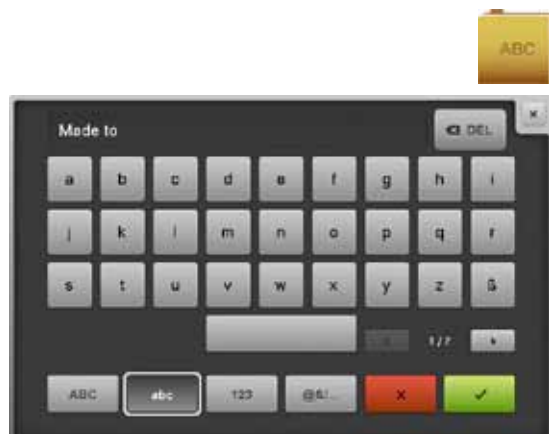 ABC
Made to
DEL
a b c d e f g h i
j k l m n o p q r
s t u v w x y z ß
1/7
ABC abc 123 @&!...